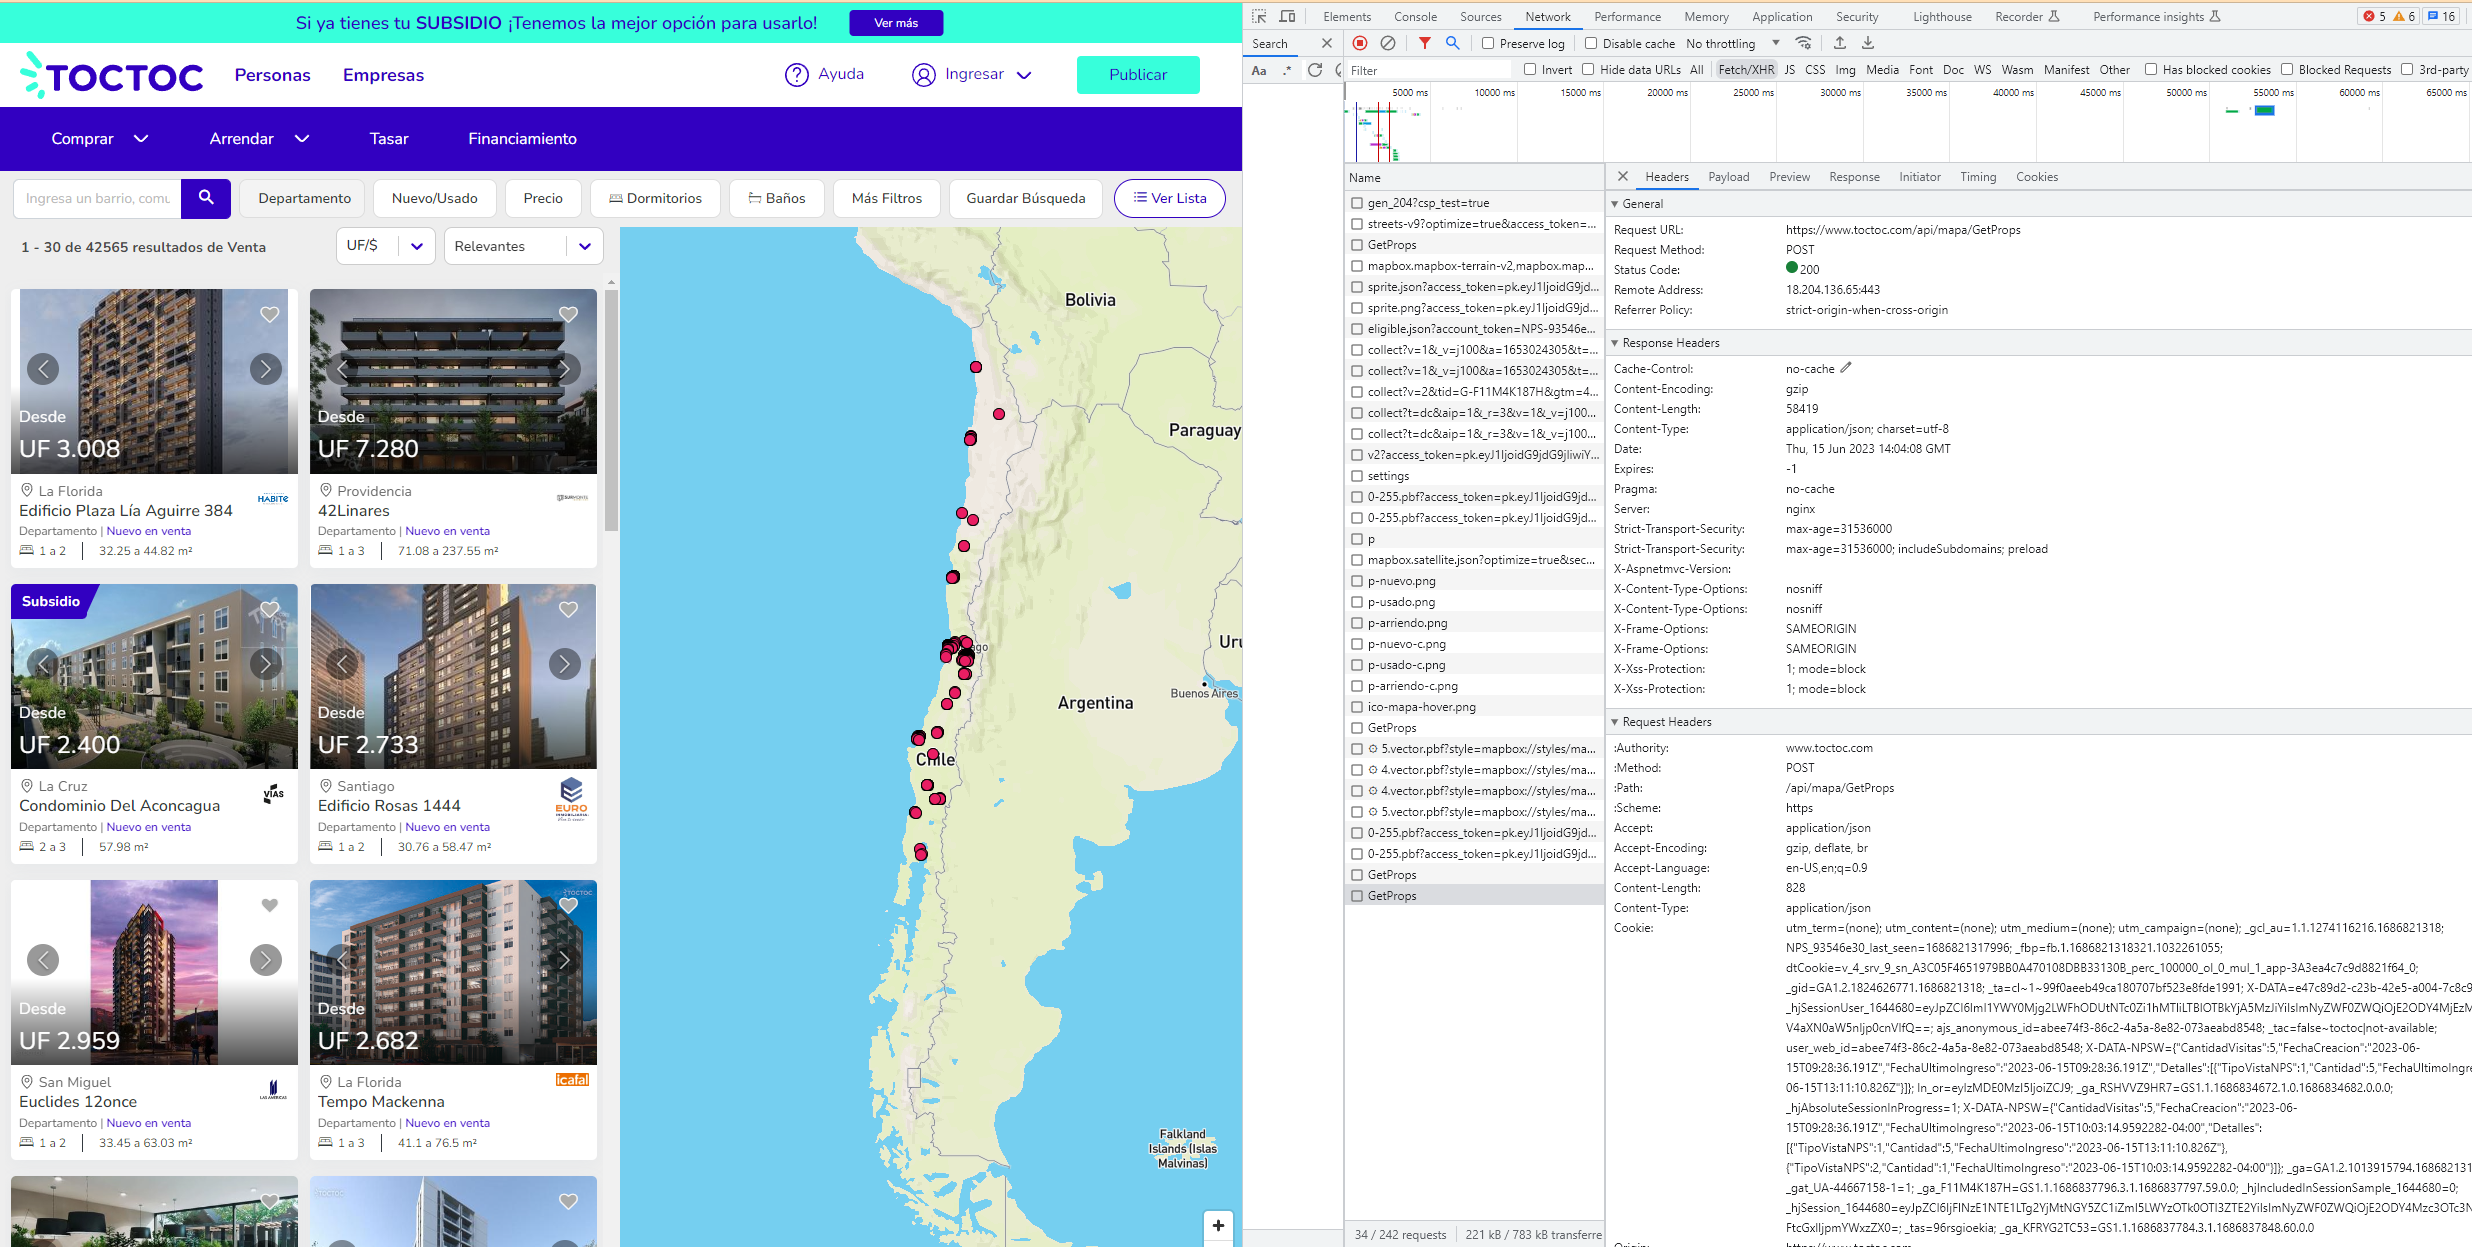 Si ya tienes tu SUBSIDIO ¡Tenemos la mejor opción para usarlo!
Ver más
TOCTOC
Personas
Empresas
Ayuda
Ingresar
Publicar
Comprar
Arrendar
Tasar
Financiamiento
Ingresa un barrio, comu
Departamento
Nuevo/Usado
Precio
Dormitorios
Baños
Más Filtros
Guardar Búsqueda
Ver Lista
1 - 30 de 42565 resultados de Venta
UF/$
Relevantes
Desde
UF 3.008
La Florida
HABITE
Edificio Plaza Lía Aguirre 384
Departamento | Nuevo en venta
1 a 2 32.25 a 44.82 m²
Desde
UF 7.280
Providencia
42Linares
Departamento | Nuevo en venta
1 a 3 71.08 a 237.55 m²
Subsidio
Desde
UF 2.400
La Cruz
VIAS
Condominio Del Aconcagua
Departamento | Nuevo en venta
2 a 3 57.98 m²
Desde
UF 2.733
Santiago
EURO
Edificio Rosas 1444
Departamento | Nuevo en venta
1 a 2 30.76 a 58.47 m²
Desde
UF 2.959
San Miguel
Euclides 12once
Departamento | Nuevo en venta
1 a 2 33.45 a 63.03 m²
TOCTOC
Desde
UF 2.682
La Florida
icafal
Tempo Mackenna
Departamento | Nuevo en venta
1 a 3 41.1 a 76.5 m²
TOCTOC
Bolivia
Paraguay
ago
Uru
Argentina
Buenos Aires
Chile
Falkland
Islands (Islas
Malvinas)
+
Elements
Console
Sources
Network
Performance
Memory
Application
Security
Lighthouse
Recorder
Performance insights
5
6
16
Search
Preserve log
Disable cache
No throttling
Aa
.*
Filter
Invert
Hide data URLs
All
Fetch/XHR
JS
CSS
Img
Media
Font
Doc
WS
Wasm
Manifest
Other
Has blocked cookies
Blocked Requests
3rd-party
5000 ms
10000 ms
15000 ms
20000 ms
25000 ms
30000 ms
35000 ms
40000 ms
45000 ms
50000 ms
55000 ms
60000 ms
65000 ms
Name
gen_204?csp_test=true
streets-v9?optimize=true&access_token=...
GetProps
mapbox.mapbox-terrain-v2,mapbox.map...
sprite.json?access_token=pk.eyJ1IjoidG9jd...
sprite.png?access_token=pk.eyJ1IjoidG9jd...
eligible.json?account_token=NPS-93546e...
collect?v=1&_v=j100&a=1653024305&t=...
collect?v=1&_v=j100&a=1653024305&t=...
collect?v=2&tid=G-F11M4K187H&gtm=4...
collect?t=dc&aip=1&_r=3&v=1&_v=j100...
collect?t=dc&aip=1&_r=3&v=1&_v=j100...
v2?access_token=pk.eyJ1IjoidG9jdG9jIiwiY...
settings
0-255.pbf?access_token=pk.eyJ1IjoidG9jd...
0-255.pbf?access_token=pk.eyJ1IjoidG9jd...
p
mapbox.satellite.json?optimize=true&sec...
p-nuevo.png
p-usado.png
p-arriendo.png
p-nuevo-c.png
p-usado-c.png
p-arriendo-c.png
ico-mapa-hover.png
GetProps
5.vector.pbf?style=mapbox://styles/ma...
4.vector.pbf?style=mapbox://styles/ma...
4.vector.pbf?style=mapbox://styles/ma...
5.vector.pbf?style=mapbox://styles/ma...
0-255.pbf?access_token=pk.eyJ1IjoidG9jd...
0-255.pbf?access_token=pk.eyJ1IjoidG9jd...
GetProps
GetProps
34 / 242 requests
221 kB / 783 kB transferre
Headers
Payload
Preview
Response
Initiator
Timing
Cookies
General
Request URL: https://www.toctoc.com/api/mapa/GetProps
Request Method: POST
Status Code: 200
Remote Address: 18.204.136.65:443
Referrer Policy: strict-origin-when-cross-origin
Response Headers
Cache-Control: no-cache
Content-Encoding: gzip
Content-Length: 58419
Content-Type: application/json; charset=utf-8
Date: Thu, 15 Jun 2023 14:04:08 GMT
Expires: -1
Pragma: no-cache
Server: nginx
Strict-Transport-Security: max-age=31536000
Strict-Transport-Security: max-age=31536000; includeSubdomains; preload
X-Aspnetmvc-Version:
X-Content-Type-Options: nosniff
X-Content-Type-Options: nosniff
X-Frame-Options: SAMEORIGIN
X-Frame-Options: SAMEORIGIN
X-Xss-Protection: 1; mode=block
X-Xss-Protection: 1; mode=block
Request Headers
:Authority: www.toctoc.com
:Method: POST
:Path: /api/mapa/GetProps
:Scheme: https
Accept: application/json
Accept-Encoding: gzip, deflate, br
Accept-Language: en-US,en;q=0.9
Content-Length: 828
Content-Type: application/json
Cookie: utm_term=(none); utm_content=(none); utm_medium=(none); utm_campaign=(none); _gcl_au=1.1.1274116216.1686821318;
NPS_93546e30_last_seen=1686821317996; _fbp=fb.1.1686821318321.1032261055;
dtCookie=v_4_srv_9_sn_A3C05F4651979BB0A470108DBB33130B_perc_100000_ol_0_mul_1_app-3A3ea4c7c9d8821f64_0;
_gid=GA1.2.1824626771.1686821318; _ta=cl~1~99f0aeeb49ca180707bf523e8fde1991; X-DATA=e47c89d2-c23b-42e5-a004-7c8c9
_hjSessionUser_1644680=eyJpZCI6ImI1YWY0Mjg2LWFhODUtNTc0Zi1hMTIiLTBlOTBkYjA5MzJiYiIsImNyZWF0ZWQiOjE2ODY4MjEzM
V4aXN0aW5nIjp0cnVlfQ==; ajs_anonymous_id=abee74f3-86c2-4a5a-8e82-073aeabd8548; _tac=false~toctoc|not-available;
user_web_id=abee74f3-86c2-4a5a-8e82-073aeabd8548; X-DATA-NPSW={"CantidadVisitas":5,"FechaCreacion":"2023-06-
15T09:28:36.191Z","FechaUltimoIngreso":"2023-06-15T09:28:36.191Z","Detalles":[{"TipoVistaNPS":1,"Cantidad":5,"FechaUltimoIngre
06-15T13:11:10.826Z"}]}; ln_or=eyIzMDE0MzI5IjoiZCJ9; _ga_RSHVVZ9HR7=GS1.1.1686834672.1.0.1686834682.0.0.0;
_hjAbsoluteSessionInProgress=1; X-DATA-NPSW={"CantidadVisitas":5,"FechaCreacion":"2023-06-
15T09:28:36.191Z","FechaUltimoIngreso":"2023-06-15T10:03:14.9592282-04:00","Detalles":
[{"TipoVistaNPS":1,"Cantidad":5,"FechaUltimoIngreso":"2023-06-15T13:11:10.826Z"},
{"TipoVistaNPS":2,"Cantidad":1,"FechaUltimoIngreso":"2023-06-15T10:03:14.9592282-04:00"}]}; _ga=GA1.2.1013915794.168682131
_gat_UA-44667158-1=1; _ga_F11M4K187H=GS1.1.1686837796.3.1.1686837797.59.0.0; _hjIncludedInSessionSample_1644680=0;
_hjSession_1644680=eyJpZCI6IjFlNzE1NTE1LTg2YjMtNGY5ZC1iZmI5LWYzOTk0OTI3ZTE2YiIsImNyZWF0ZWQiOjE2ODY4Mzc3OTc3N
FtcGxlIjpmYWxzZX0=; _tas=96rsgioekia; _ga_KFRYG2TC53=GS1.1.1686837784.3.1.1686837848.60.0.0